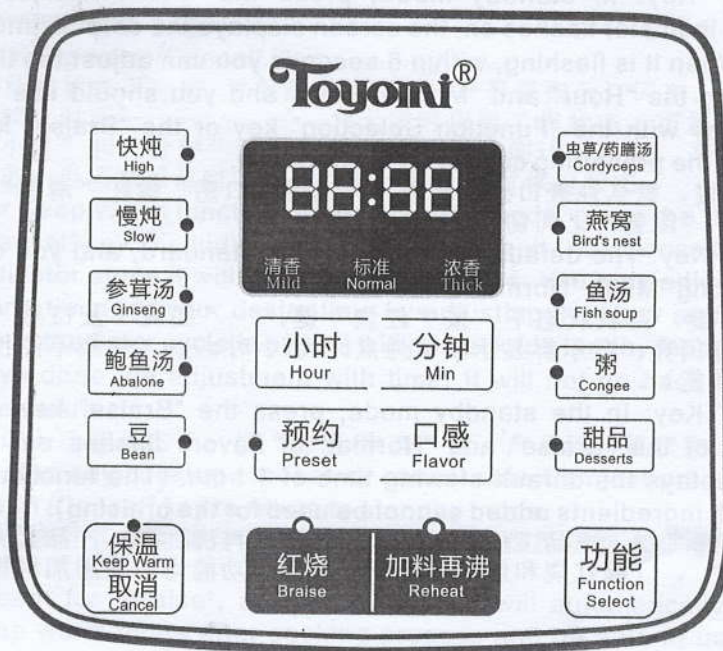 Toyomi®
快炖
High
慢炖
Slow
参茸汤
Ginseng
鲍鱼汤
Abalone
豆
Bean
保温
Keep Warm
取消
Cancel
88:00
清香 标准 浓香
Mild Normal Thick
小时 分钟
Hour Min
预约 日感
Preset Flavor
红烧 加料再沸
Braise Reheat
虫草/药膳汤
Cordyceps
燕窝
Bird's nest
鱼汤
Fish soup
粥
Congee
甜品
Desserts
功能
Function
Select